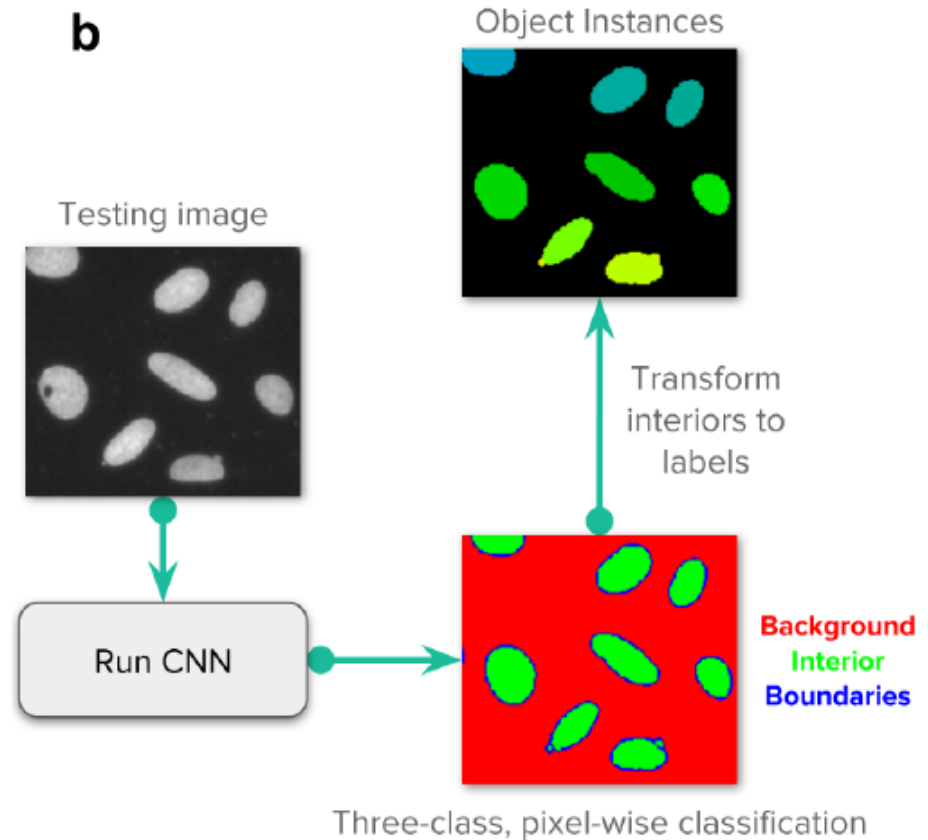 b
Object Instances
Testing image
Transform
interiors to
labels
Run CNN
Background
Interior
Boundaries
Three-class, pixel-wise classification